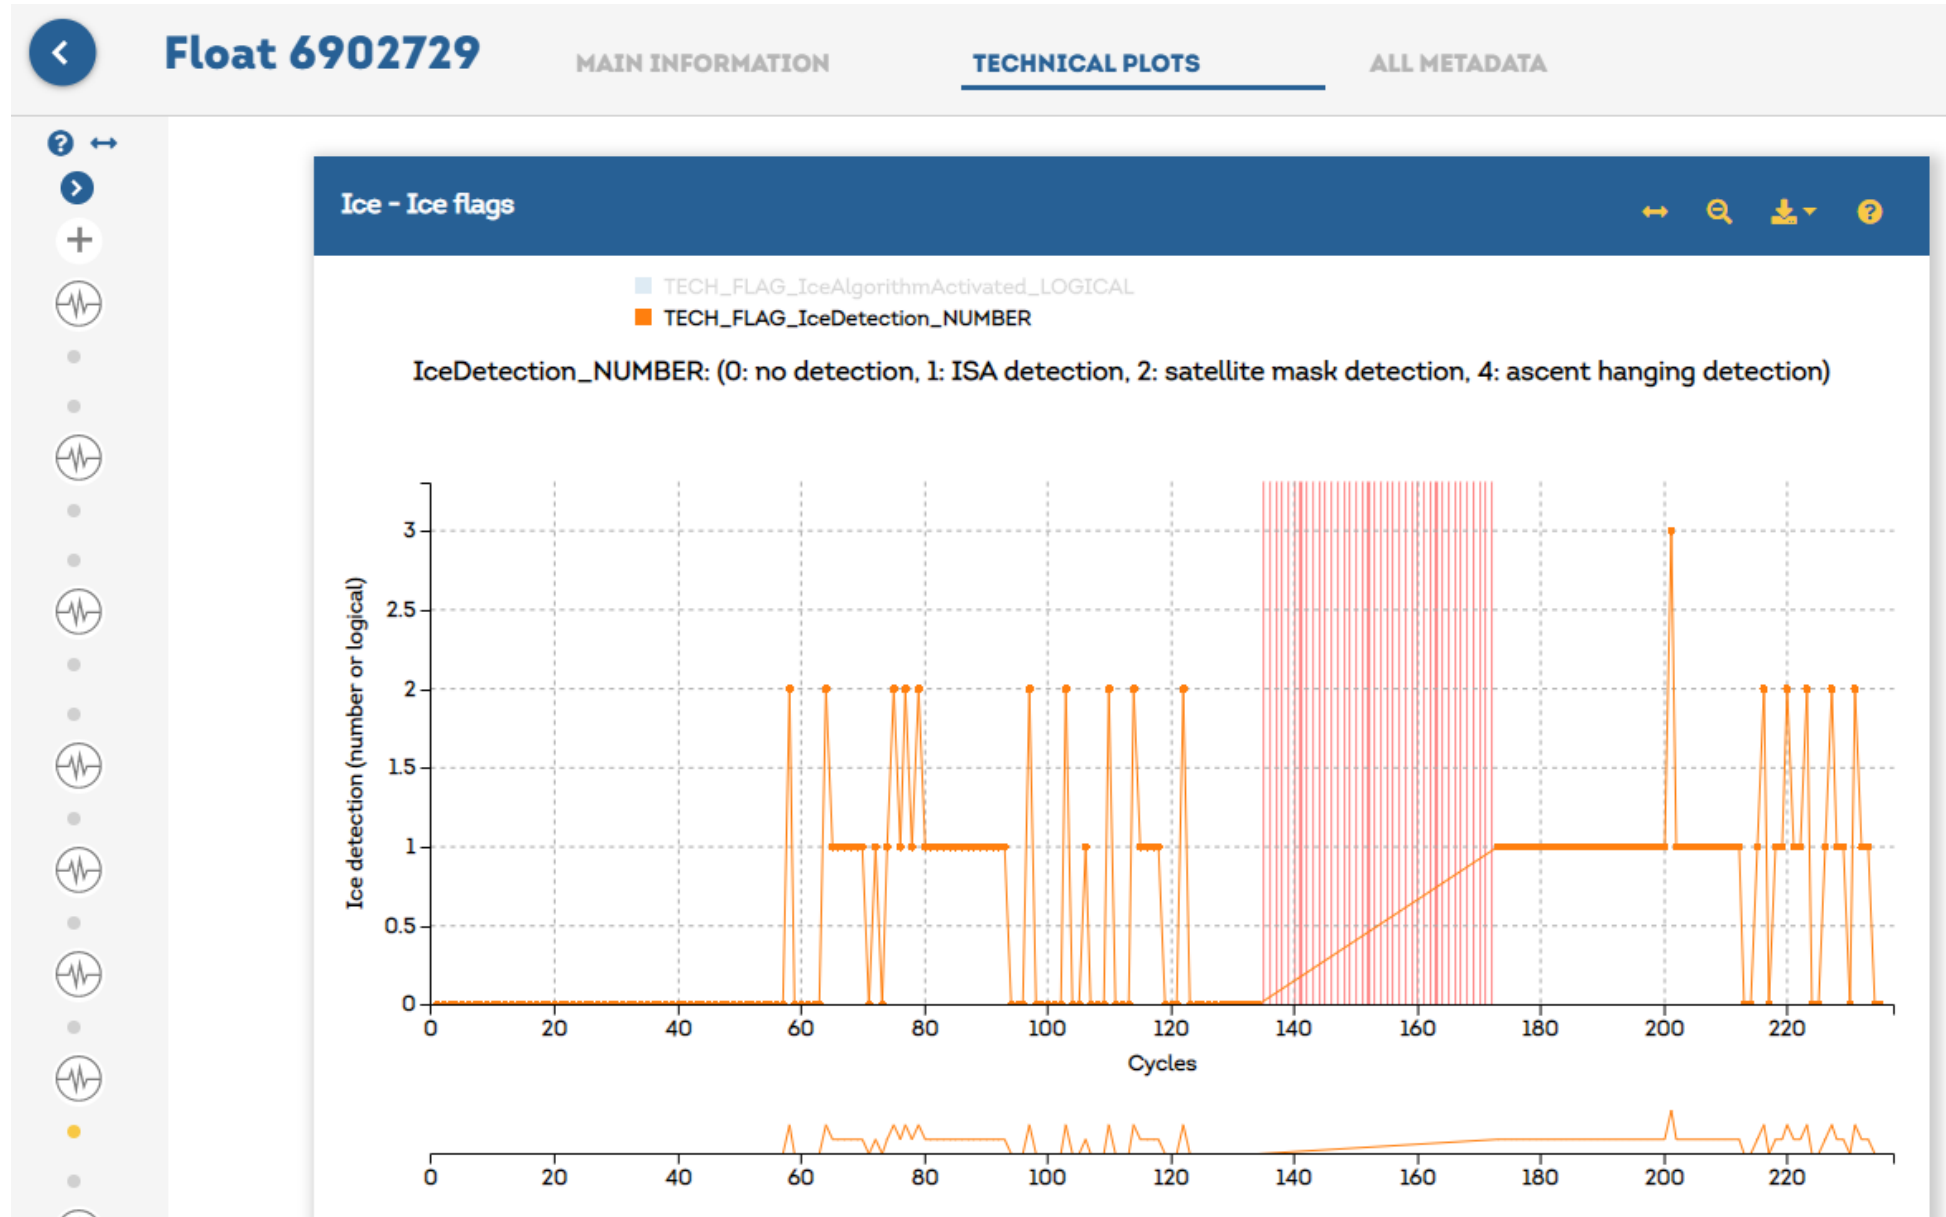 Float 6902729
MAIN INFORMATION
TECHNICAL PLOTS
ALL METADATA
Ice - Ice flags
TECH_FLAG_IceAlgorithmActivated_LOGICAL
TECH_FLAG_IceDetection_NUMBER
IceDetection_NUMBER: (0: no detection, 1: ISA detection, 2: satellite mask detection, 4: ascent hanging detection)
Ice detection (number or logical)
3
2.5
2
1.5
1
0.5
0
0 20 40 60 80 100 120 140 160 180 200 220
Cycles
0 20 40 60 80 100 120 140 160 180 200 220